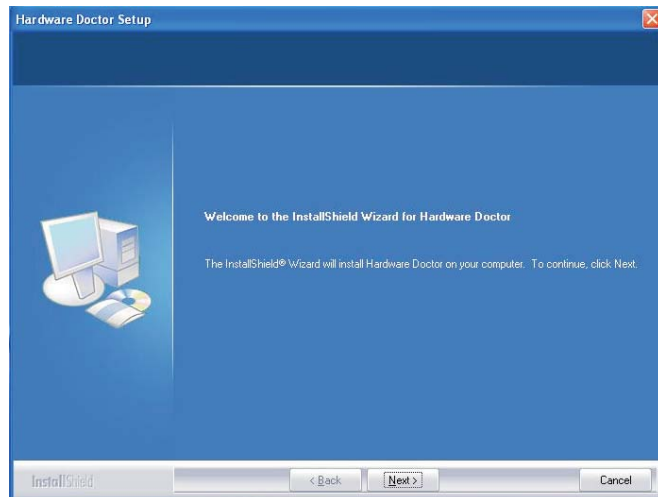 Hardware Doctor Setup
Welcome to the InstallShield Wizard for Hardware Doctor
The InstallShield® Wizard will install Hardware Doctor on your computer. To continue, click Next.
InstallShield
< Back
Next >
Cancel